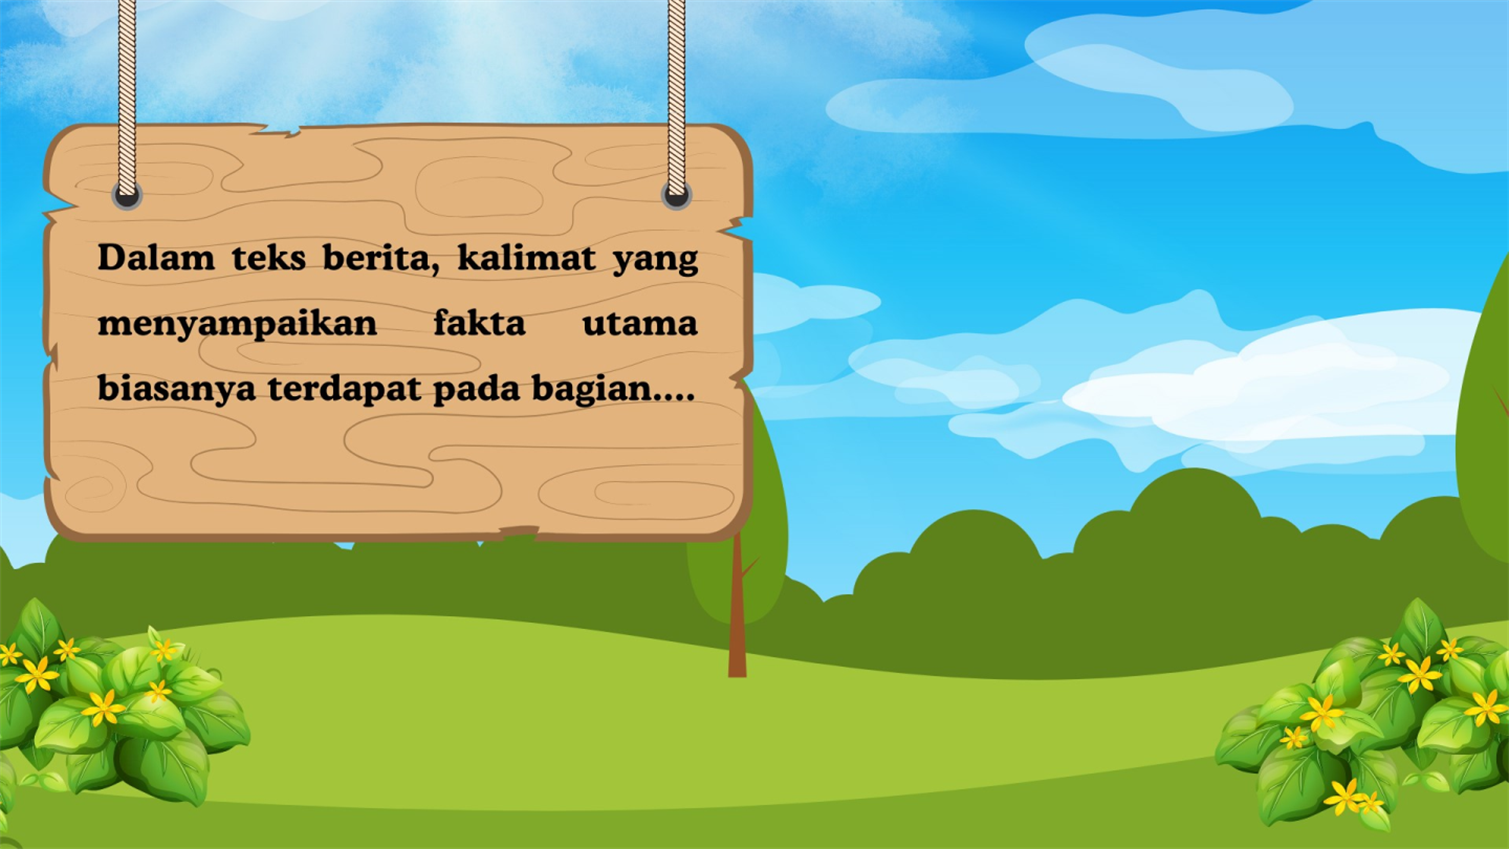 Dalam teks berita, kalimat yang
menyampaikan fakta utama
biasanya terdapat pada bagian....